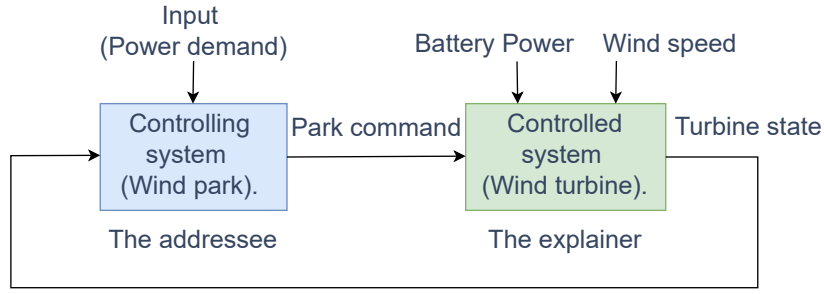 Input
(Power demand)
Battery Power
Wind speed
Controlling
system
(Wind park).
Park command
Controlled
system
(Wind turbine).
Turbine state
The addressee
The explainer